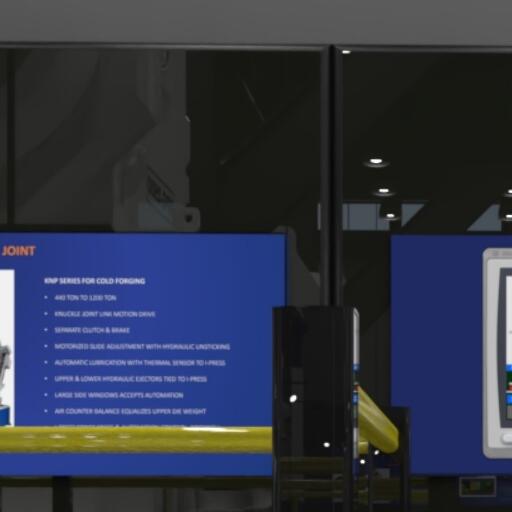 JOINT
KNP SERIES FOR COLD FORGING
• 440 TON TO 1200 TON
• KNUCKLE JOINT LINK MOTION DRIVE
• SEPARATE CLUTCH & BRAKE
• MOTORIZED SLIDE ADJUSTMENT WITH HYDRAULIC UNSTICKING
• AUTOMATIC LUBRICATION WITH THERMAL SENSOR TO I-PRESS
• UPPER & LOWER HYDRAULIC EJECTORS TIED TO I-PRESS
• LARGE SIDE WINDOWS ACCEPTS AUTOMATION
• AIR COUNTER BALANCE EQUALIZES UPPER DIE WEIGHT